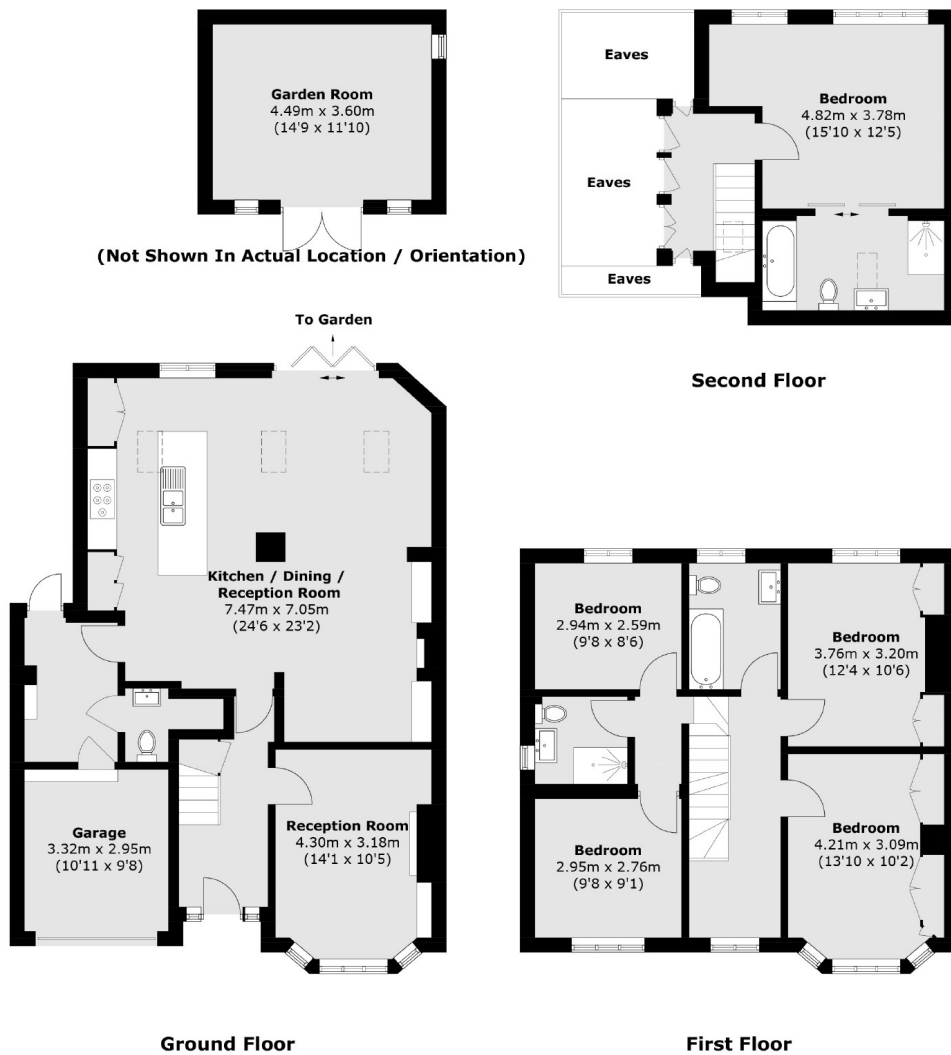 Garden Room
4.49m x 3.60m
(14'9 x 11'10)
(Not Shown In Actual Location / Orientation)
Eaves
Eaves
Eaves
Bedroom
4.82m x 3.78m
(15'10 x 12'5)
Second Floor
To Garden
Kitchen / Dining /
Reception Room
7.47m x 7.05m
(24'6 x 23'2)
Garage
3.32m x 2.95m
(10'11 x 9'8)
Reception Room
4.30m x 3.18m
(14'1 x 10'5)
Ground Floor
Bedroom
2.94m x 2.59m
(9'8 x 8'6)
Bedroom
3.76m x 3.20m
(12'4 x 10'6)
Bedroom
2.95m x 2.76m
(9'8 x 9'1)
Bedroom
4.21m x 3.09m
(13'10 x 10'2)
First Floor